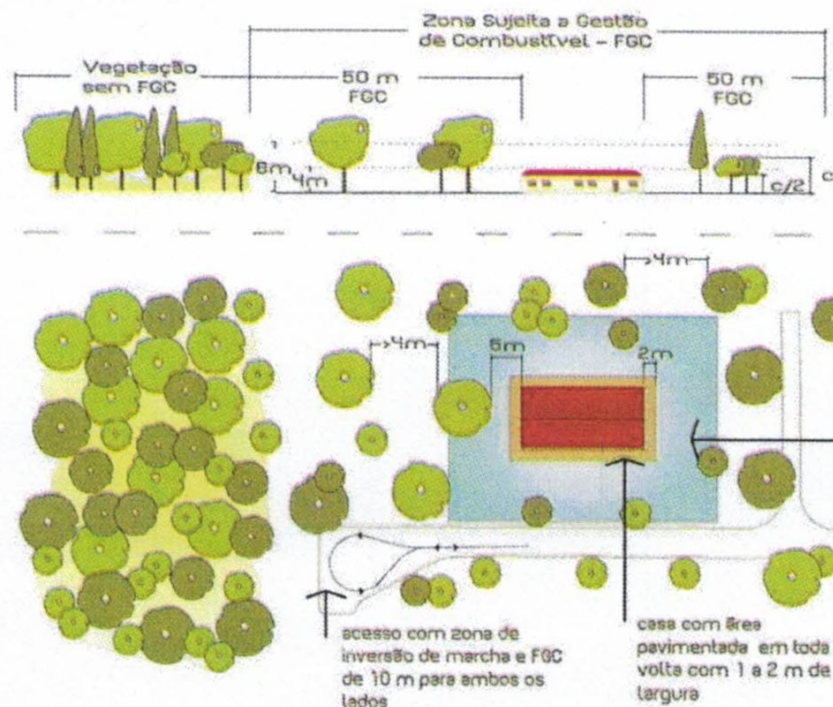 Zona Sujeita a Gestão
de Combustível - FGC
Vegetação
sem FGC
50 m
FGC
50 m
FGC
8m
4m
c/2
c
>4m
>4m
5m
2m
acesso com zona de
inversão de marcha e FGC
de 10 m para ambos os
lados
casa com área
pavimentada em toda
volta com 1 a 2 m de
largura